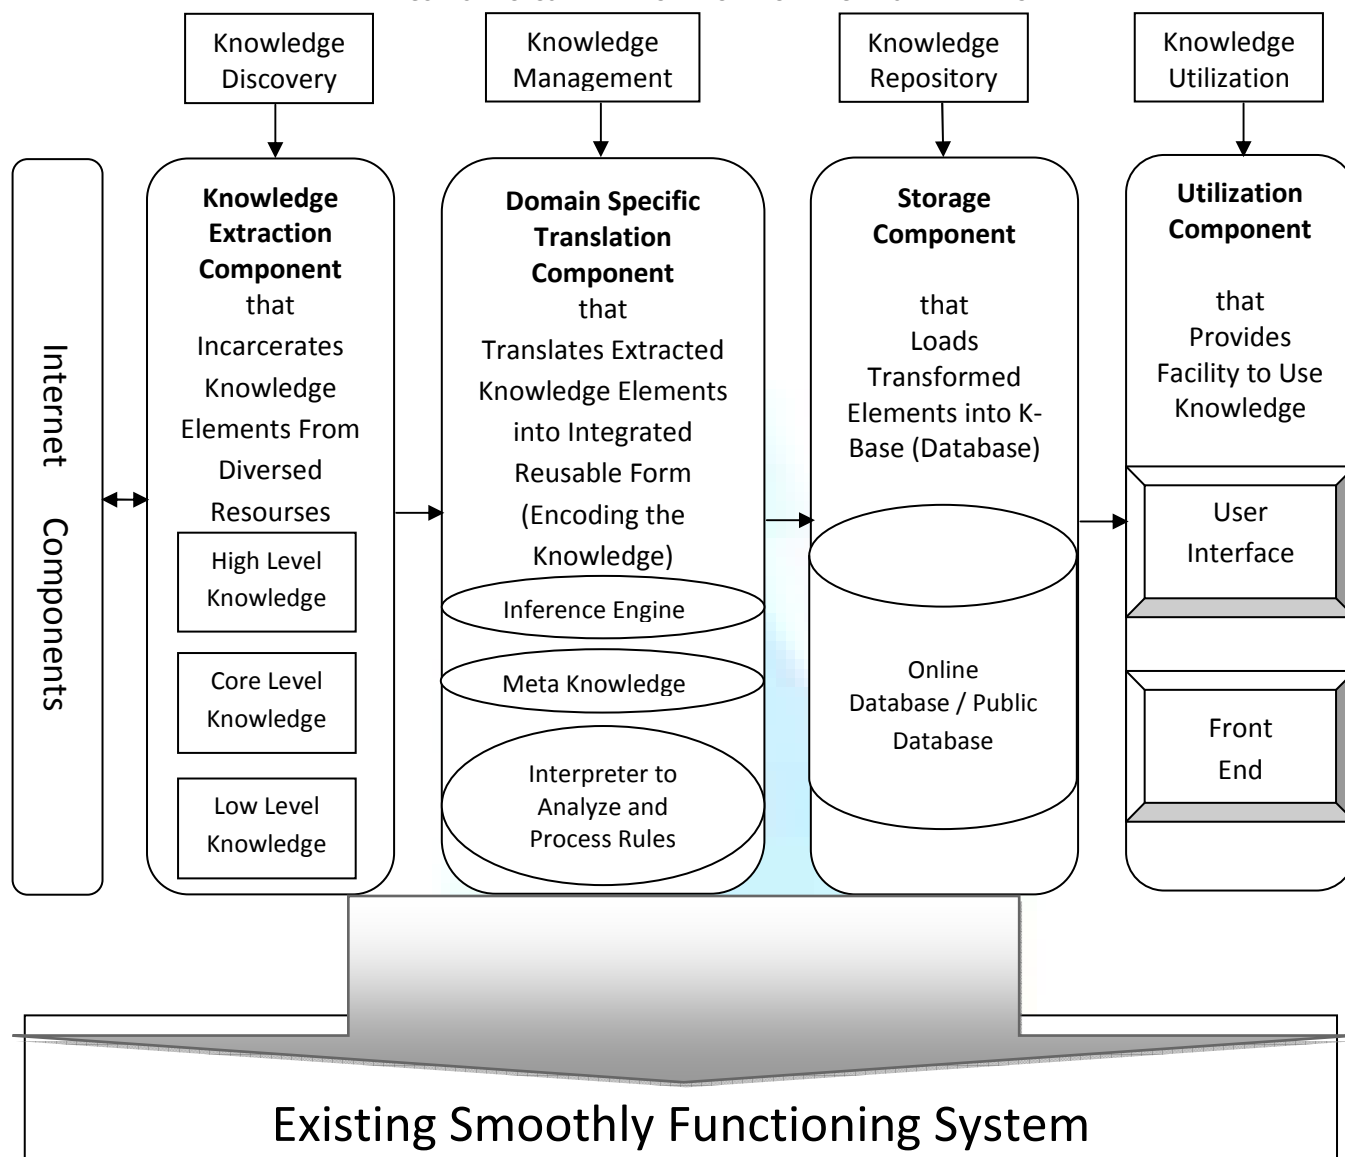 Knowledge
Discovery
Knowledge
Management
Knowledge
Repository
Knowledge
Utilization
Internet Components
Knowledge
Extraction
Component
that
Incarcerates
Knowledge
Elements From
Diversed
Resourses
High Level
Knowledge
Core Level
Knowledge
Low Level
Knowledge
Domain Specific
Translation
Component
that
Translates Extracted
Knowledge Elements
into Integrated
Reusable Form
(Encoding the
Knowledge)
Inference Engine
Meta Knowledge
Interpreter to
Analyze and
Process Rules
Storage
Component
that
Loads
Transformed
Elements into K-
Base (Database)
Online
Database / Public
Database
Utilization
Component
that
Provides
Facility to Use
Knowledge
User
Interface
Front
End
Existing Smoothly Functioning System